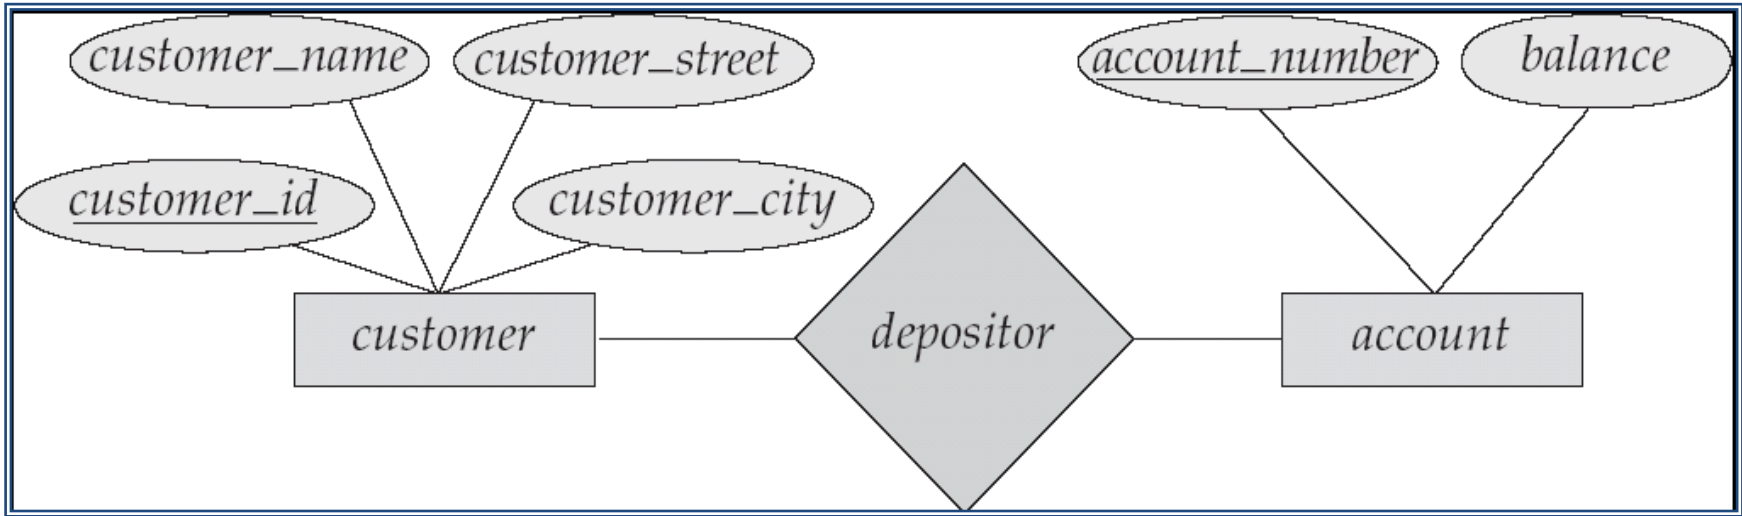 customer_name
customer_street
account_number
balance
customer_id
customer_city
customer
depositor
account